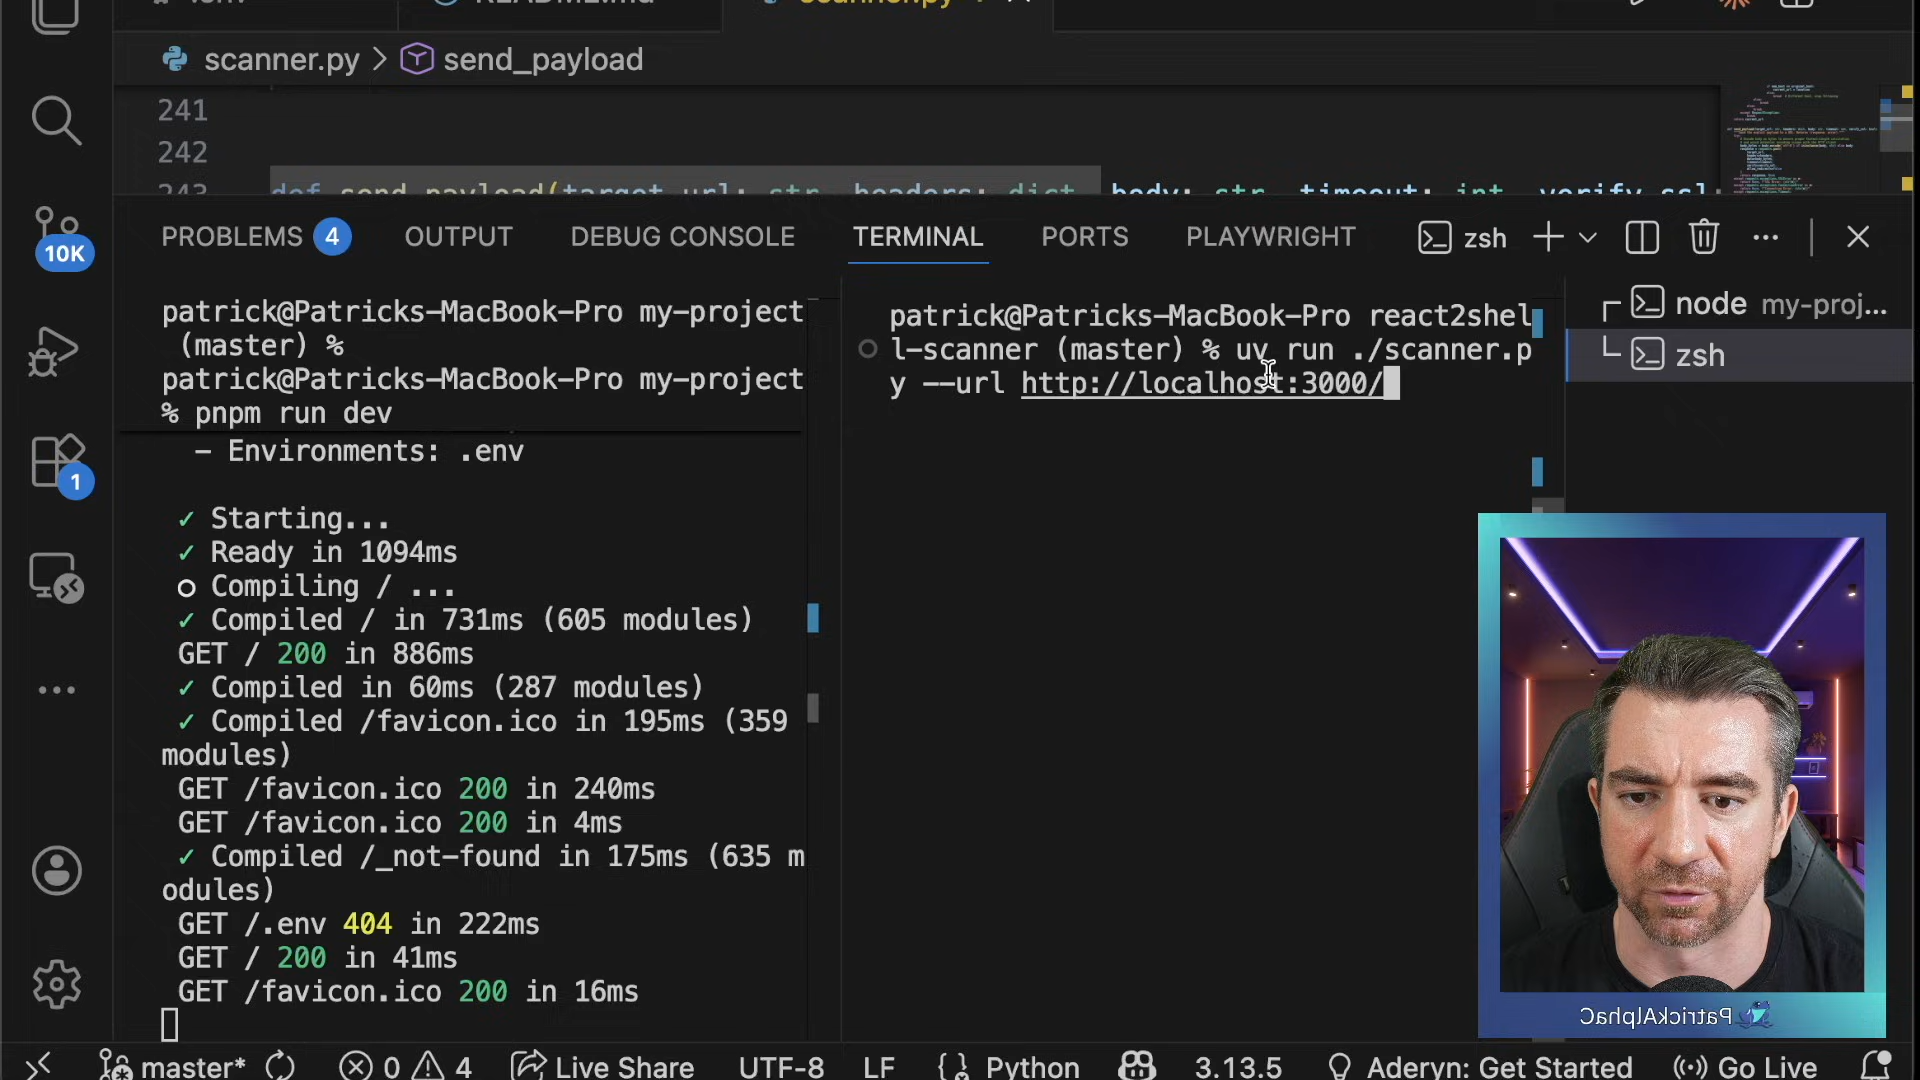 .env
README.md
scanner.py
scanner.py > send_payload
241
242
243
def send_payload(target_url: str, headers: dict, body: str, timeout: int, verify_ssl:
10K
1
PROBLEMS 4 OUTPUT DEBUG CONSOLE TERMINAL PORTS PLAYWRIGHT
zsh
patrick@Patricks-MacBook-Pro my-project
(master) %
patrick@Patricks-MacBook-Pro my-project
% pnpm run dev
- Environments: .env
✓ Starting...
✓ Ready in 1094ms
○ Compiling / ...
✓ Compiled / in 731ms (605 modules)
GET / 200 in 886ms
✓ Compiled in 60ms (287 modules)
✓ Compiled /favicon.ico in 195ms (359
modules)
GET /favicon.ico 200 in 240ms
GET /favicon.ico 200 in 4ms
✓ Compiled /_not-found in 175ms (635 m
odules)
GET /.env 404 in 222ms
GET / 200 in 41ms
GET /favicon.ico 200 in 16ms
patrick@Patricks-MacBook-Pro react2shel
l-scanner (master) % uv run ./scanner.p
y --url http://localhost:3000/
node my-proj...
zsh
PatrickAlphaC
master* 0 4 Live Share UTF-8 LF Python 3.13.5 Aderyn: Get Started Go Live